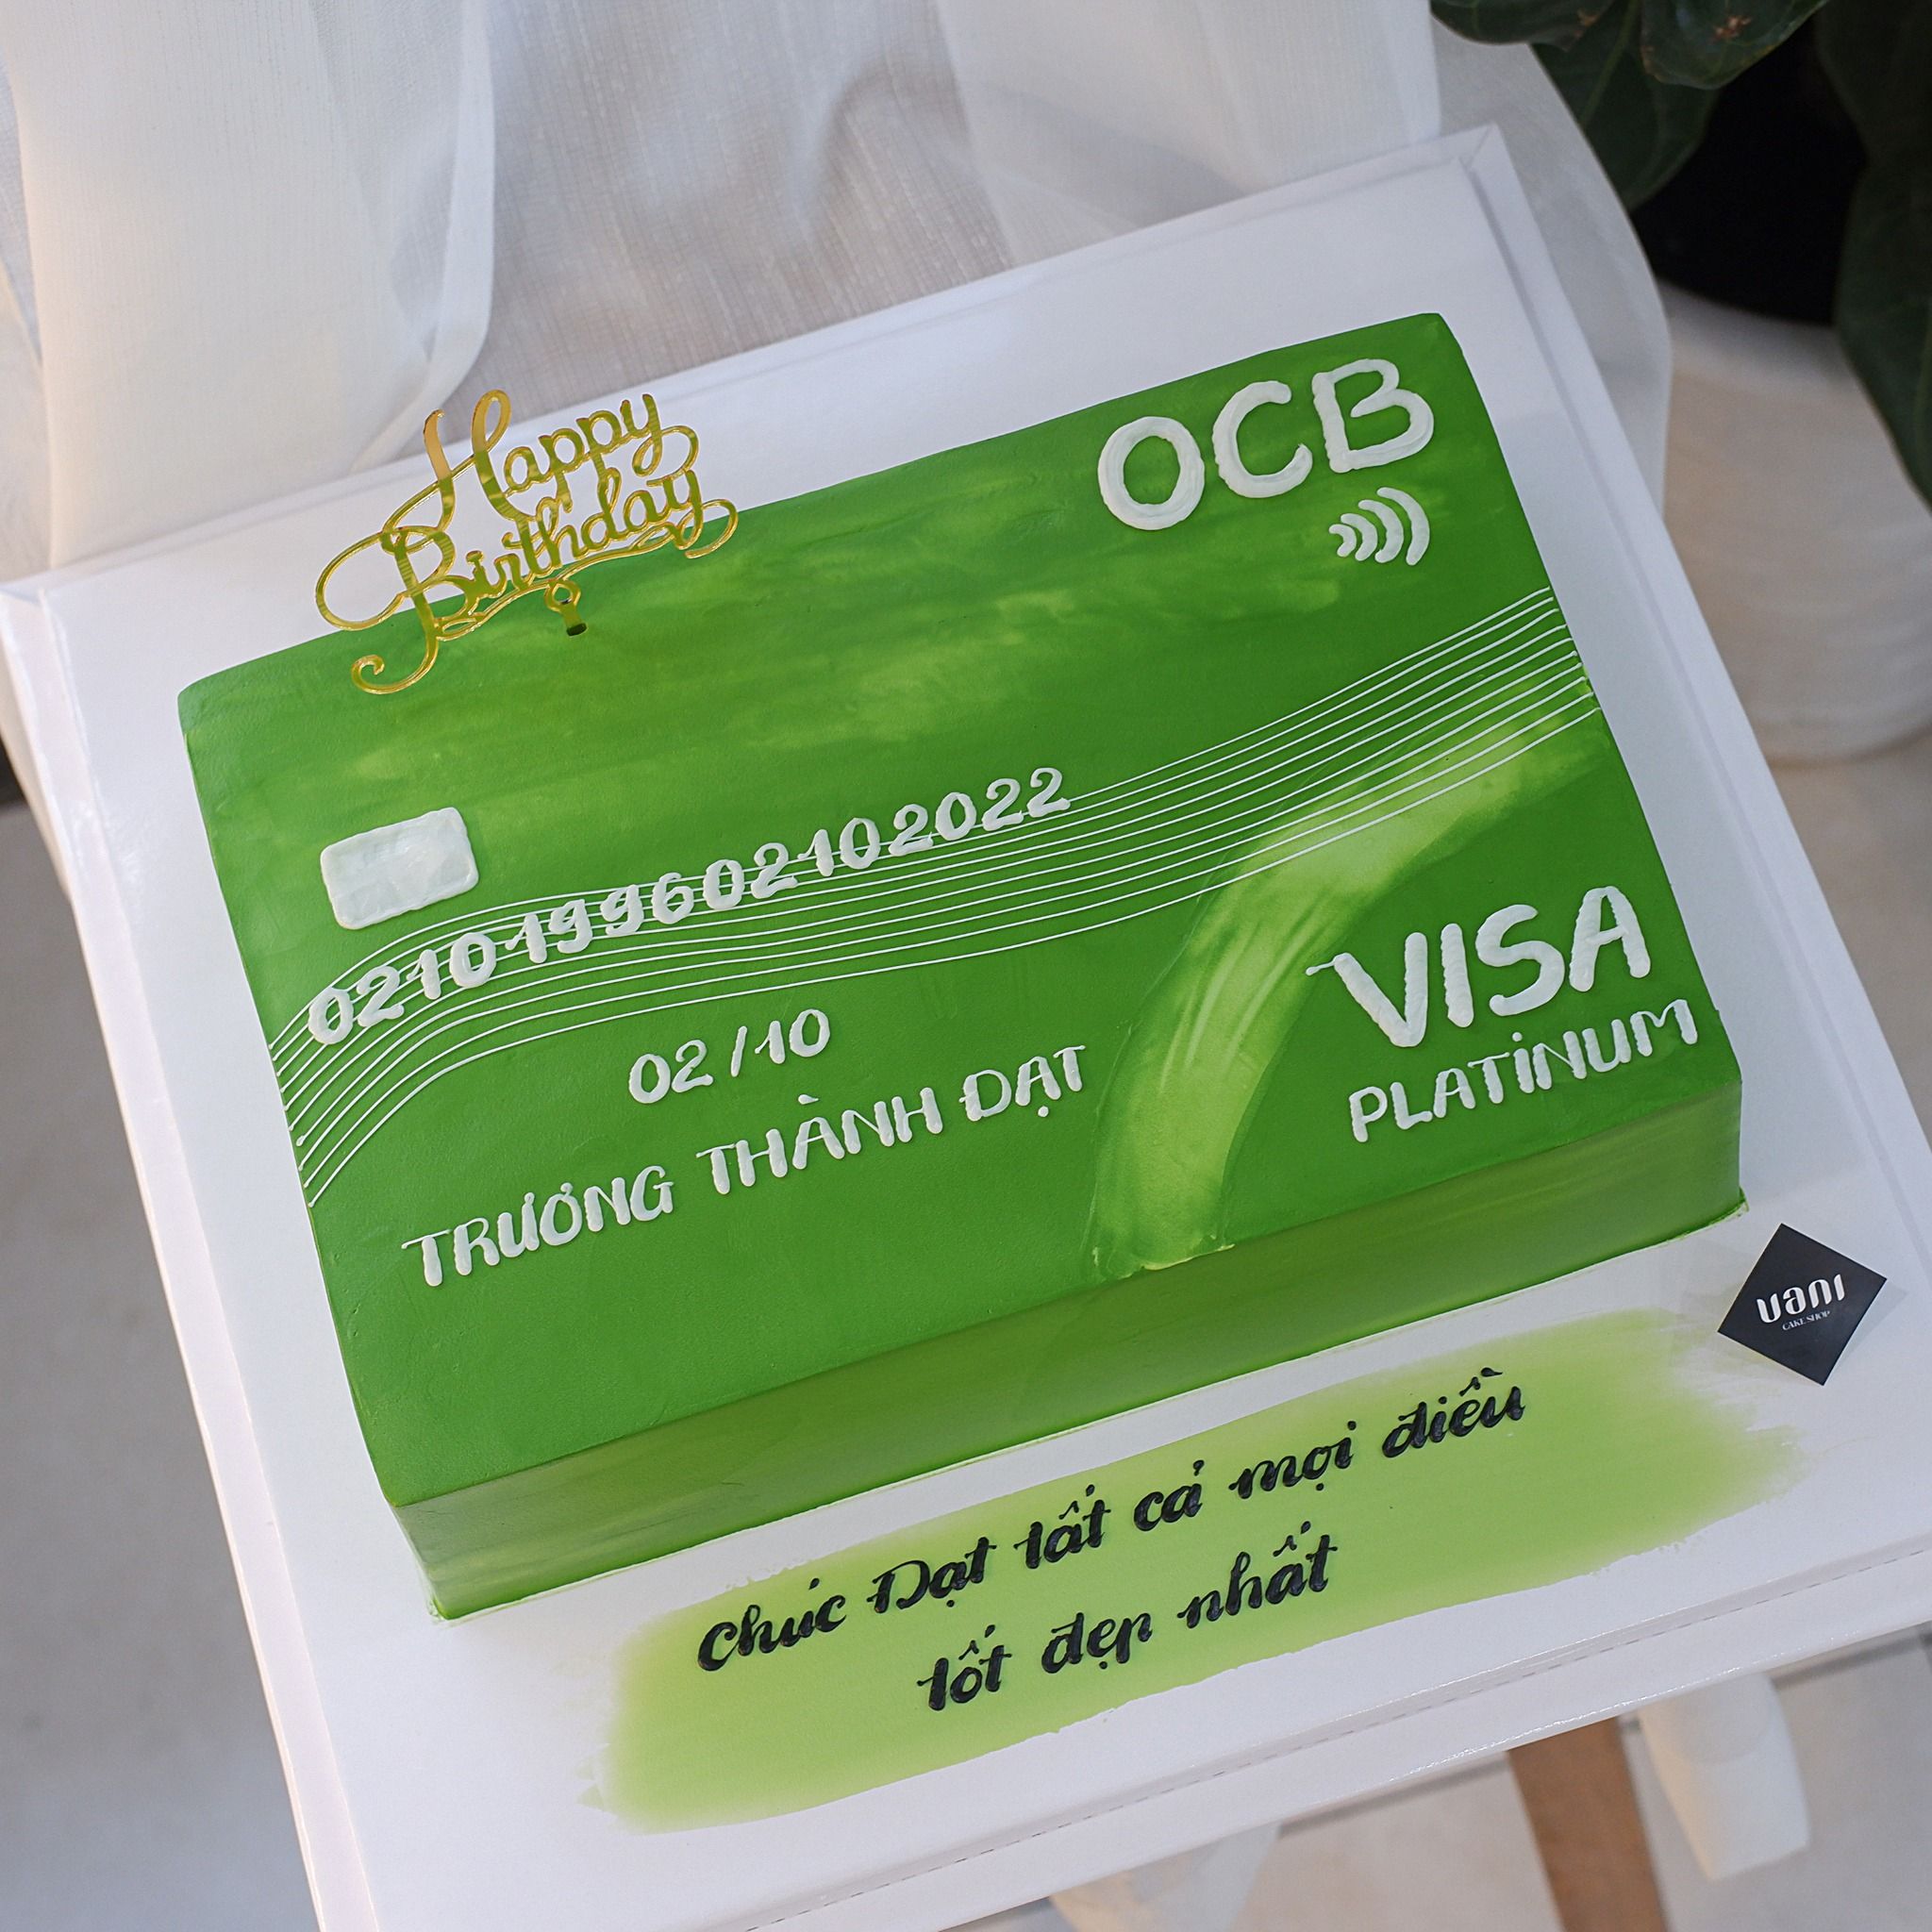 Happy
Birthday
OCB
0210199602102022
02/10
TRƯƠNG THÀNH ĐẠT
VISA
PLATINUM
vani
CAKE SHOP
Chúc Đạt tất cả mọi điều
tốt đẹp nhất